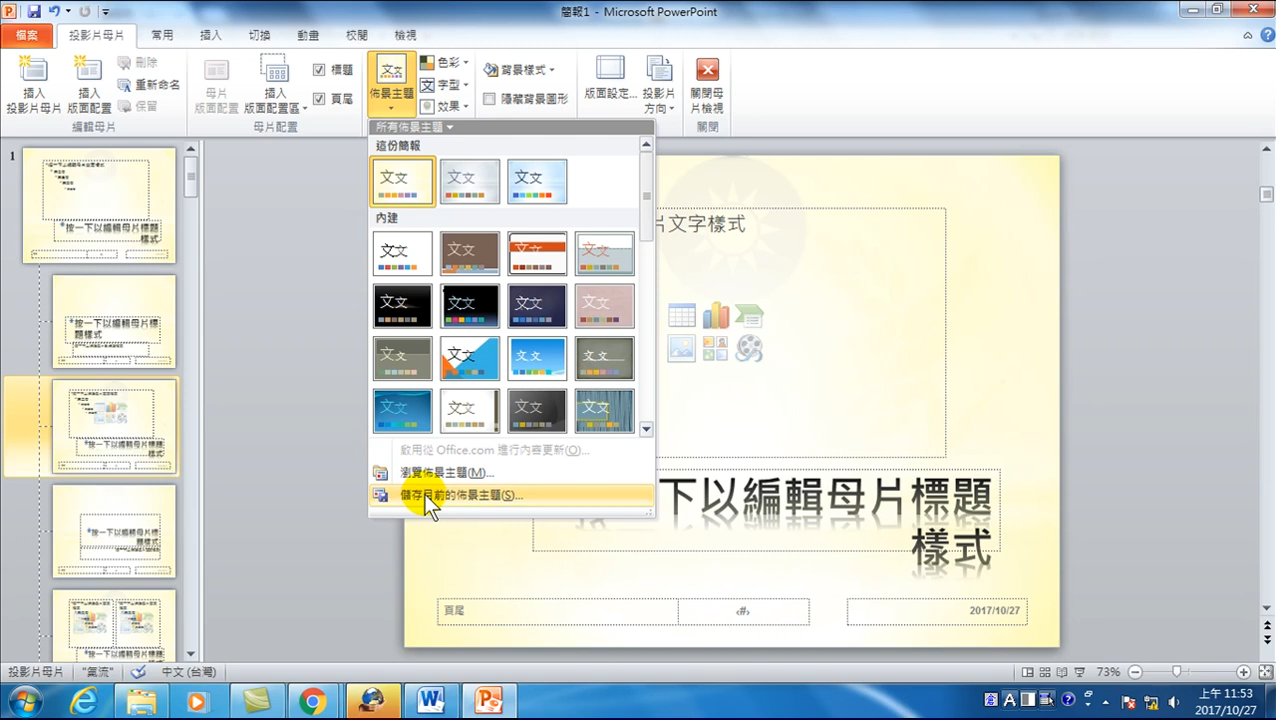 簡報1 - Microsoft PowerPoint
檔案 投影片母片 常用 插入 切換 動畫 校閱 檢視
插入
投影片母片
插入
版面配置
刪除
重新命名
保留
編輯母片
母片
版面配置
插入
版面配置區
標題
頁尾
母片配置
文文
佈景主題
色彩
字型
效果
背景樣式
隱藏背景圖形
版面設定...
投影片
方向
關閉母
片檢視
關閉
所有佈景主題
這份簡報
文文 文文 文文
內建
文文 文文 文文 文文
文文 文文 文文 文文
文文 文文 文文 文文
文文 文文 文文 文文
啟用從 Office.com 進行內容更新(O)...
瀏覽佈景主題(M)...
儲存目前的佈景主題(S)...
1
*按一下以編輯母片標題
樣式
*按一下以編輯母片標
題樣式
*按一下以編輯母片標題
樣式
*按一下以編輯母片標題
樣式
片文字樣式
下以編輯母片標題
樣式
頁尾
‹#›
2017/10/27
投影片母片 "氣流" 中文 (台灣)
73%
上午 11:53
2017/10/27